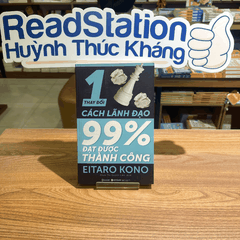 ReadStation
Huỳnh Thúc Kháng
1
THAY ĐỔI
CÁCH LÃNH ĐẠO
99%
ĐẠT ĐƯỢC
THÀNH CÔNG
EITARO KONO